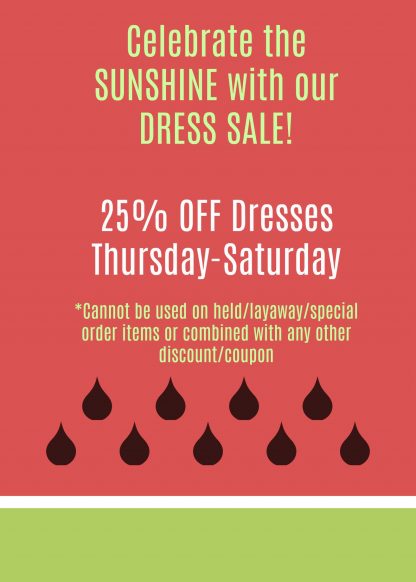 Celebrate the
SUNSHINE with our
DRESS SALE!
25% OFF Dresses
Thursday-Saturday
*Cannot be used on held/layaway/special
order items or combined with any other
discount/coupon